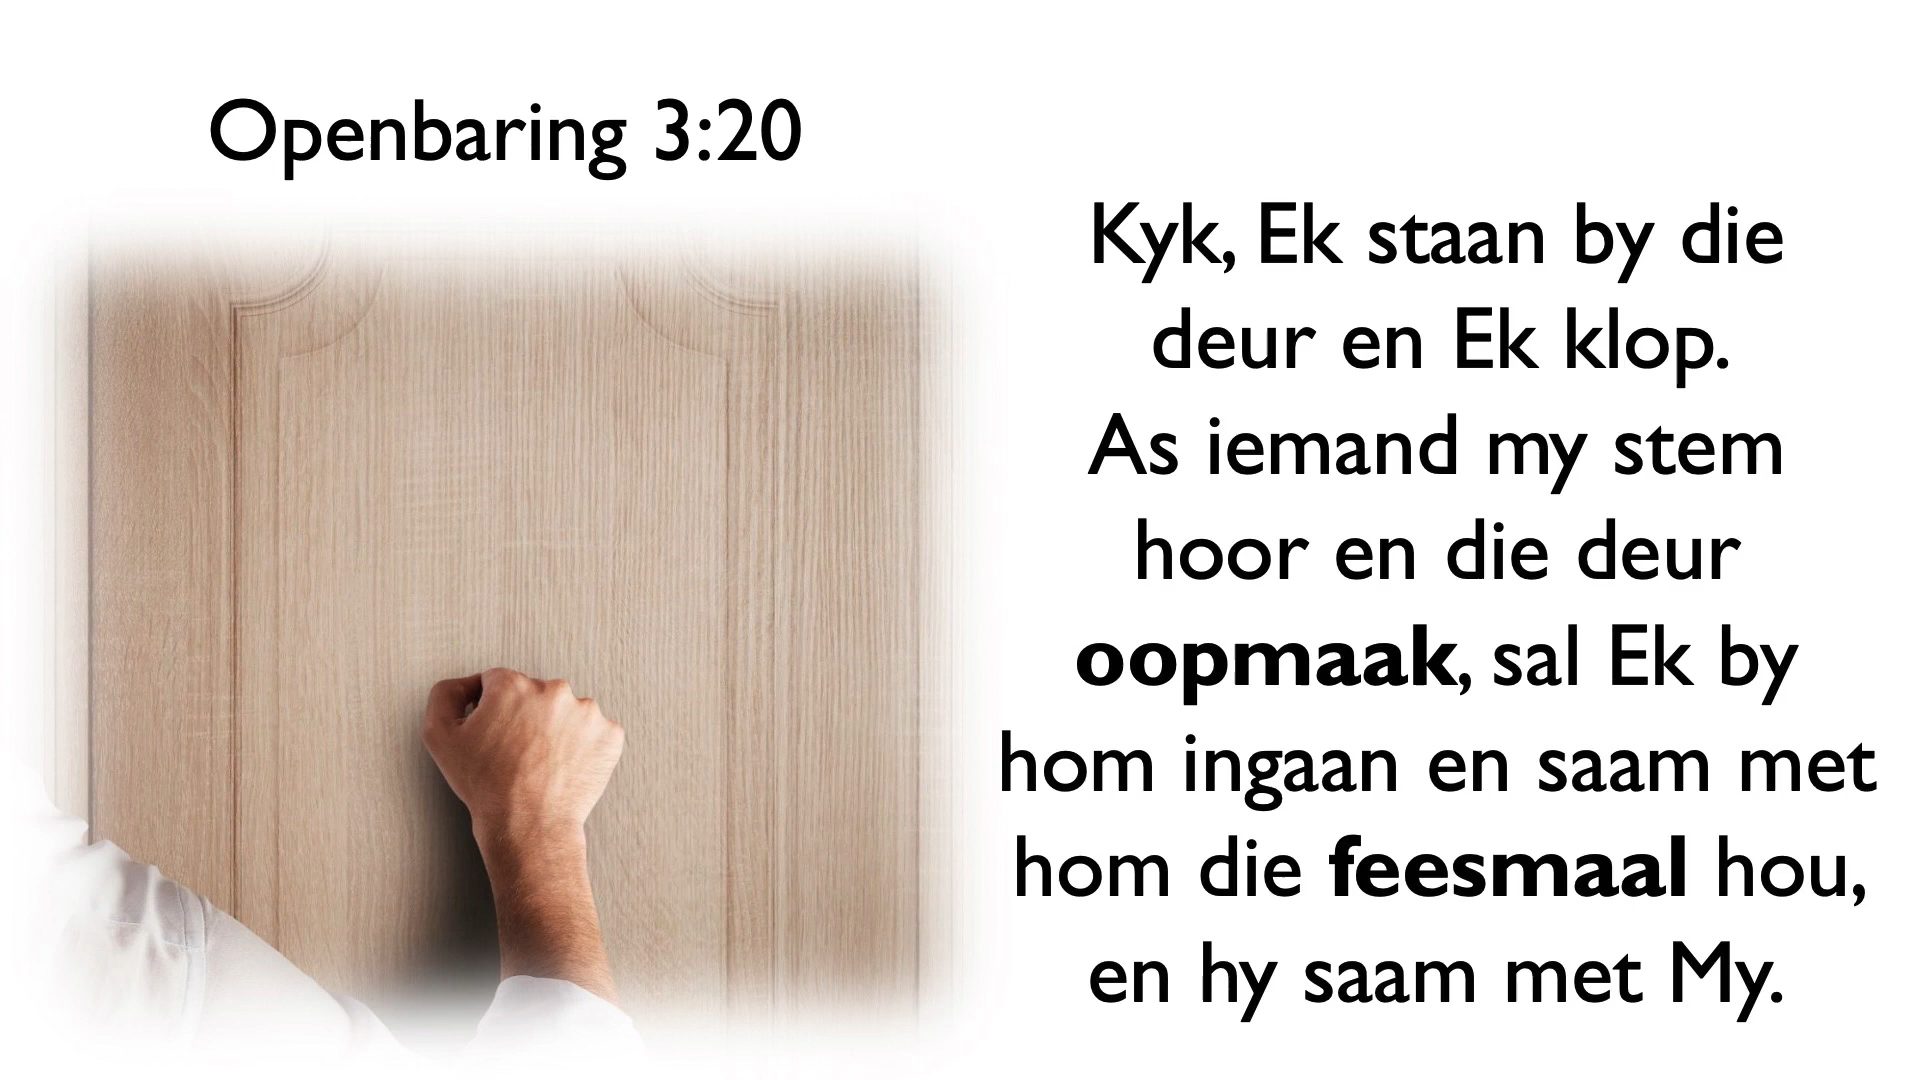 Openbaring 3:20
Kyk, Ek staan by die
deur en Ek klop.
As iemand my stem
hoor en die deur
oopmaak, sal Ek by
hom ingaan en saam met
hom die feesmaal hou,
en hy saam met My.